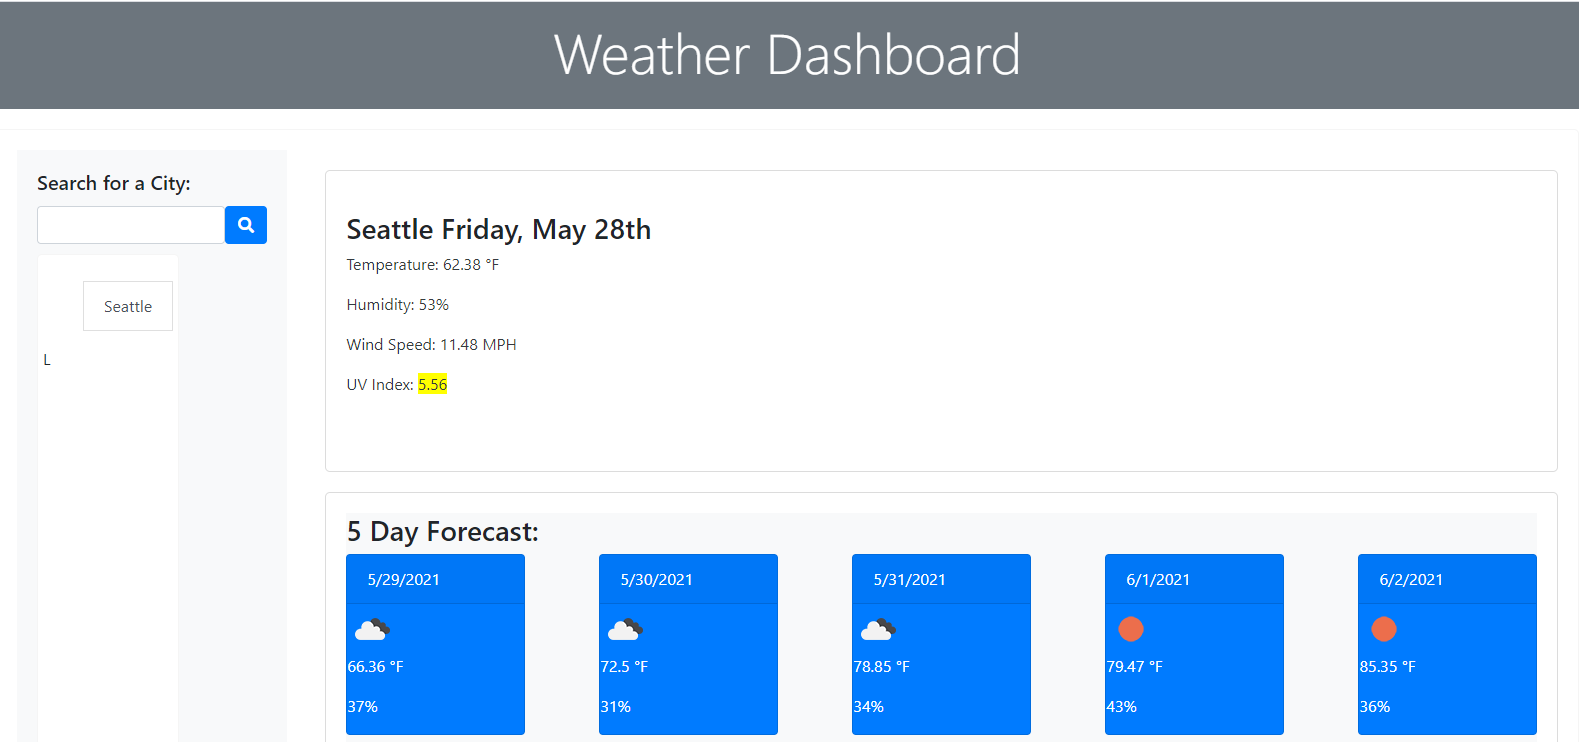 Weather Dashboard
Search for a City:
Seattle
L
Seattle Friday, May 28th
Temperature: 62.38 °F
Humidity: 53%
Wind Speed: 11.48 MPH
UV Index: 5.56
5 Day Forecast:
5/29/2021
66.36 °F
37%
5/30/2021
72.5 °F
31%
5/31/2021
78.85 °F
34%
6/1/2021
79.47 °F
43%
6/2/2021
85.35 °F
36%